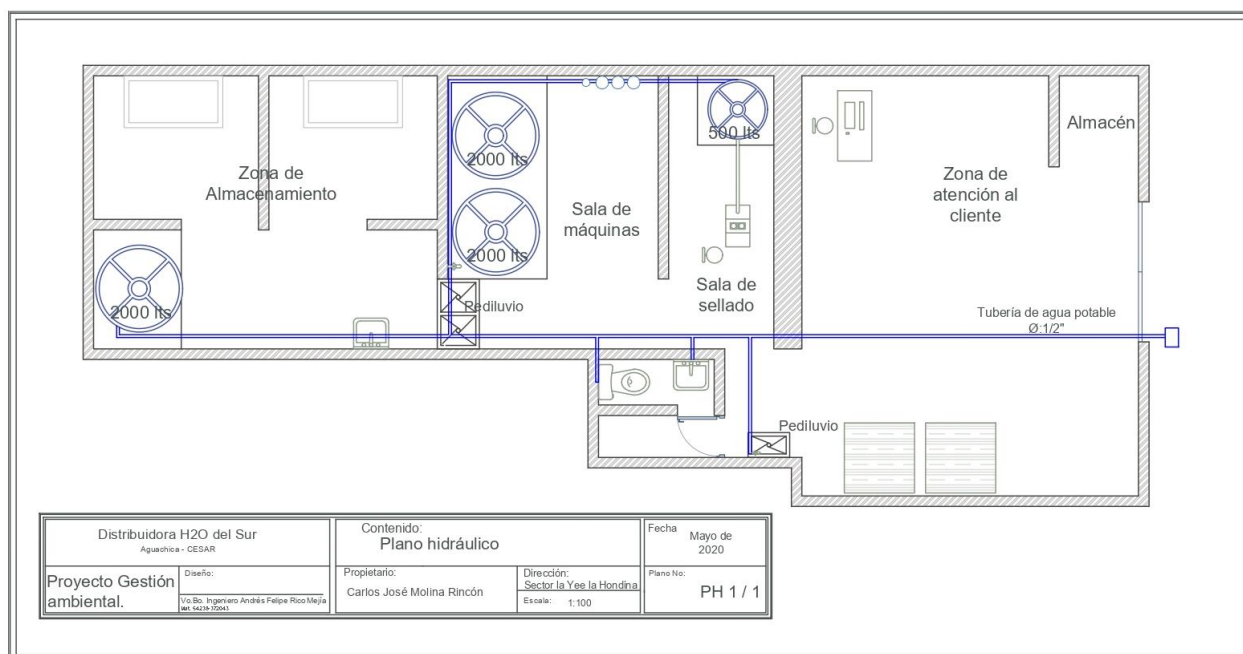 2000 lts
500 lts
Almacén
Zona de
Almacenamiento
2000 lts
Sala de
máquinas
Zona de
atención al
cliente
2000 lts
Pediluvio
Sala de
sellado
Tubería de agua potable
Ø:1/2"
Pediluvio
Distribuidora H2O del Sur
Aguachica - CESAR
Contenido:
Plano hidráulico
Fecha
Mayo de
2020
Proyecto Gestión
ambiental.
Diseño:
Vo.Bo. Ingeniero Andrés Felipe Rico Mejía
Propietario:
Carlos José Molina Rincón
Dirección:
Sector la Yee la Hondina
Escala: 1:100
Plano No:
PH 1 / 1